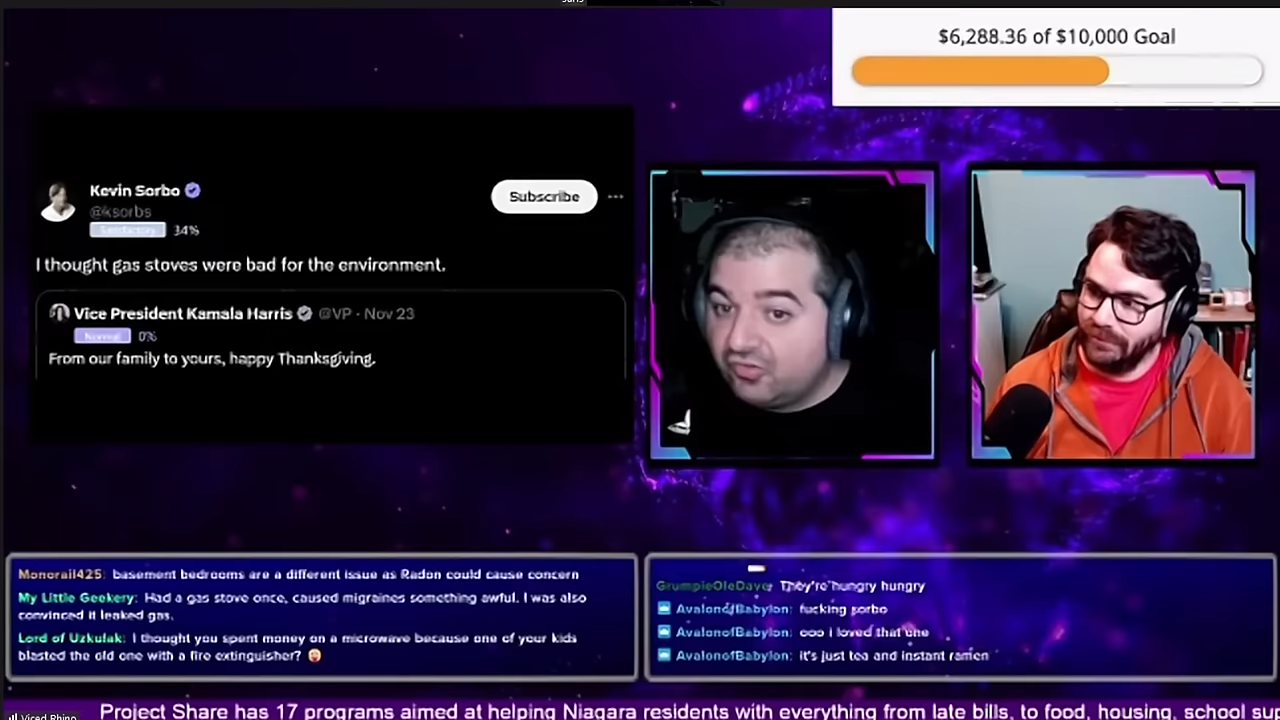 $6,288.36 of $10,000 Goal
Kevin Sorbo
@ksorbs
34%
Subscribe
I thought gas stoves were bad for the environment.
Vice President Kamala Harris @VP · Nov 23
Normal 0%
From our family to yours, happy Thanksgiving.
Monorail425: basement bedrooms are a different issue as Radon could cause concern
My Little Geekery: Had a gas stove once, caused migraines something awful. I was also
convinced it leaked gas.
Lord of Uzkulak: I thought you spent money on a microwave because one of your kids
blasted the old one with a fire extinguisher?
GrumpieOleDave: They're hungry hungry
AvalonofBabylon: fucking sorbo
AvalonofBabylon: ooo i loved that one
AvalonofBabylon: it's just tea and instant ramen
Viced Rhino
Project Share has 17 programs aimed at helping Niagara residents with everything from late bills, to food, housing, school